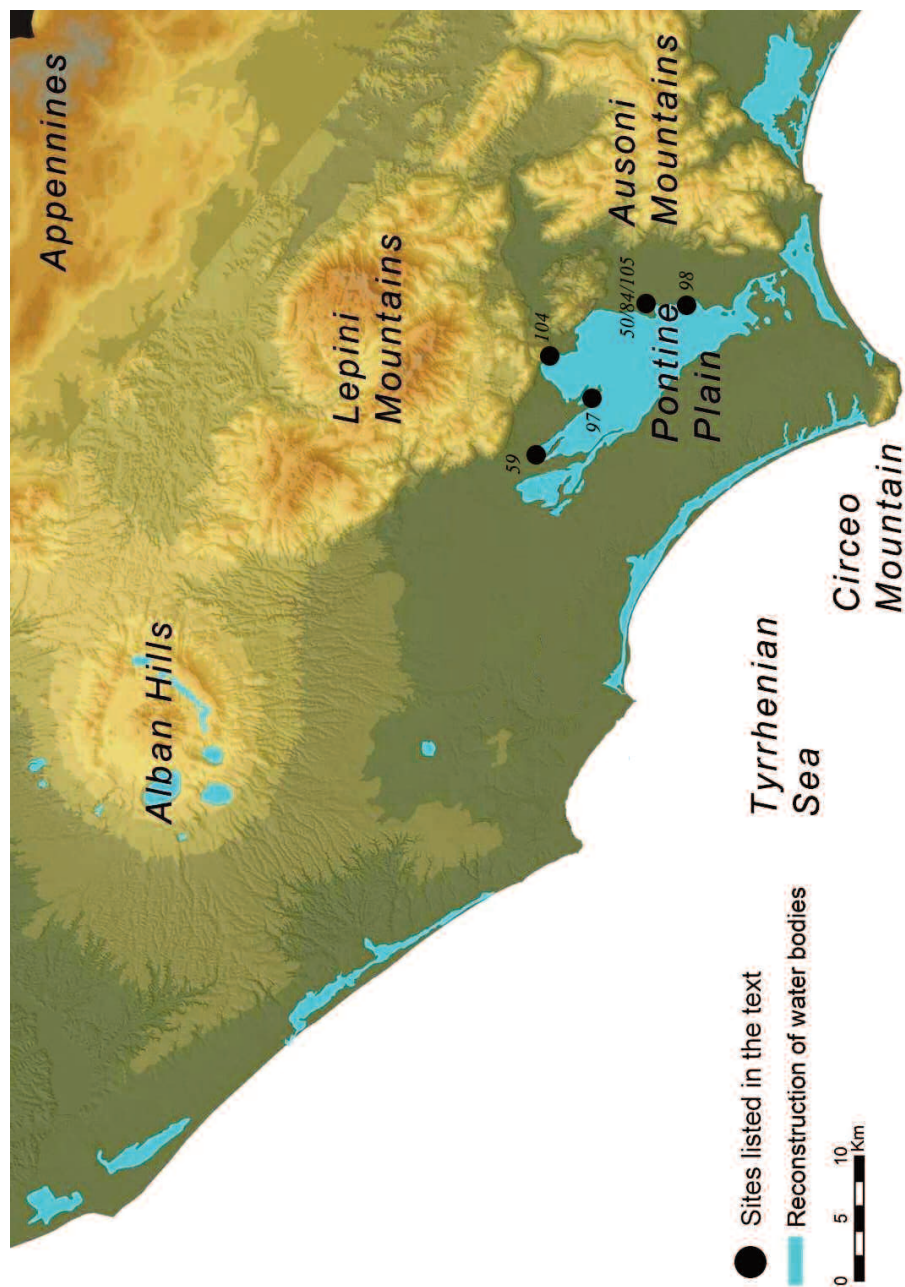 Appennines
Alban Hills
Lepini
Mountains
Ausoni
Mountains
59
104
97
50/84/105
98
Pontine
Plain
Tyrrhenian
Sea
Circeo
Mountain
Sites listed in the text
Reconstruction of water bodies
0 5 10
Km